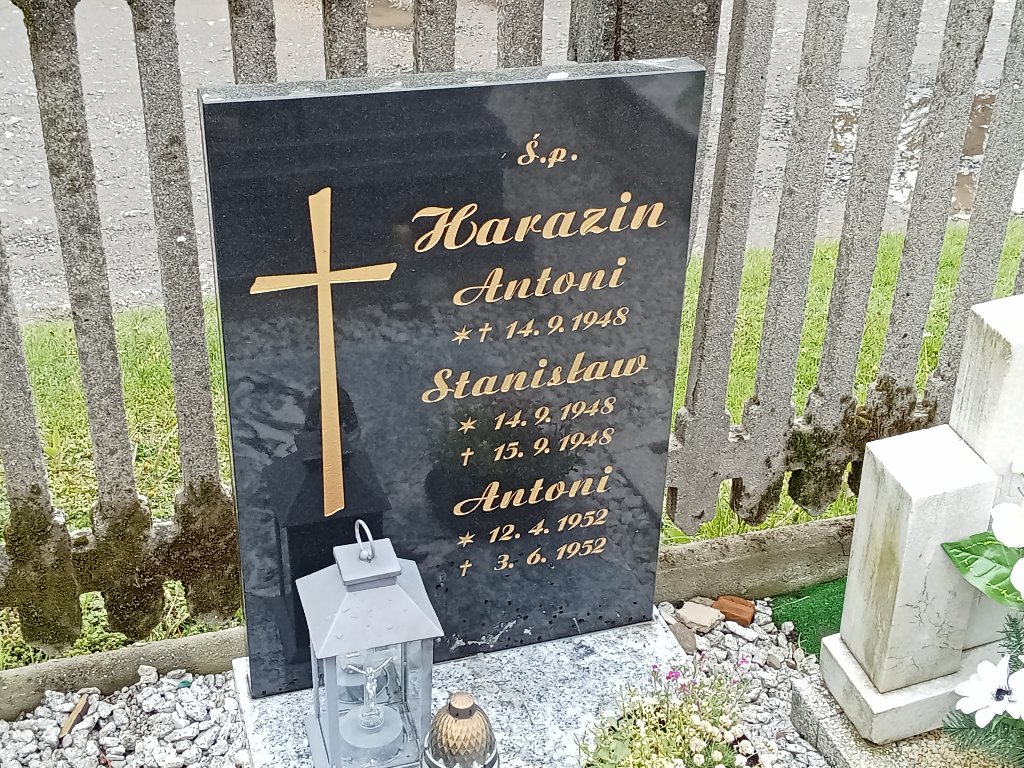 Ś.p.
Harazin
Antoni
✶✝ 14.9.1948
Stanisław
✶ 14.9.1948
✝ 15.9.1948
Antoni
✶ 12.4.1952
✝ 3.6.1952